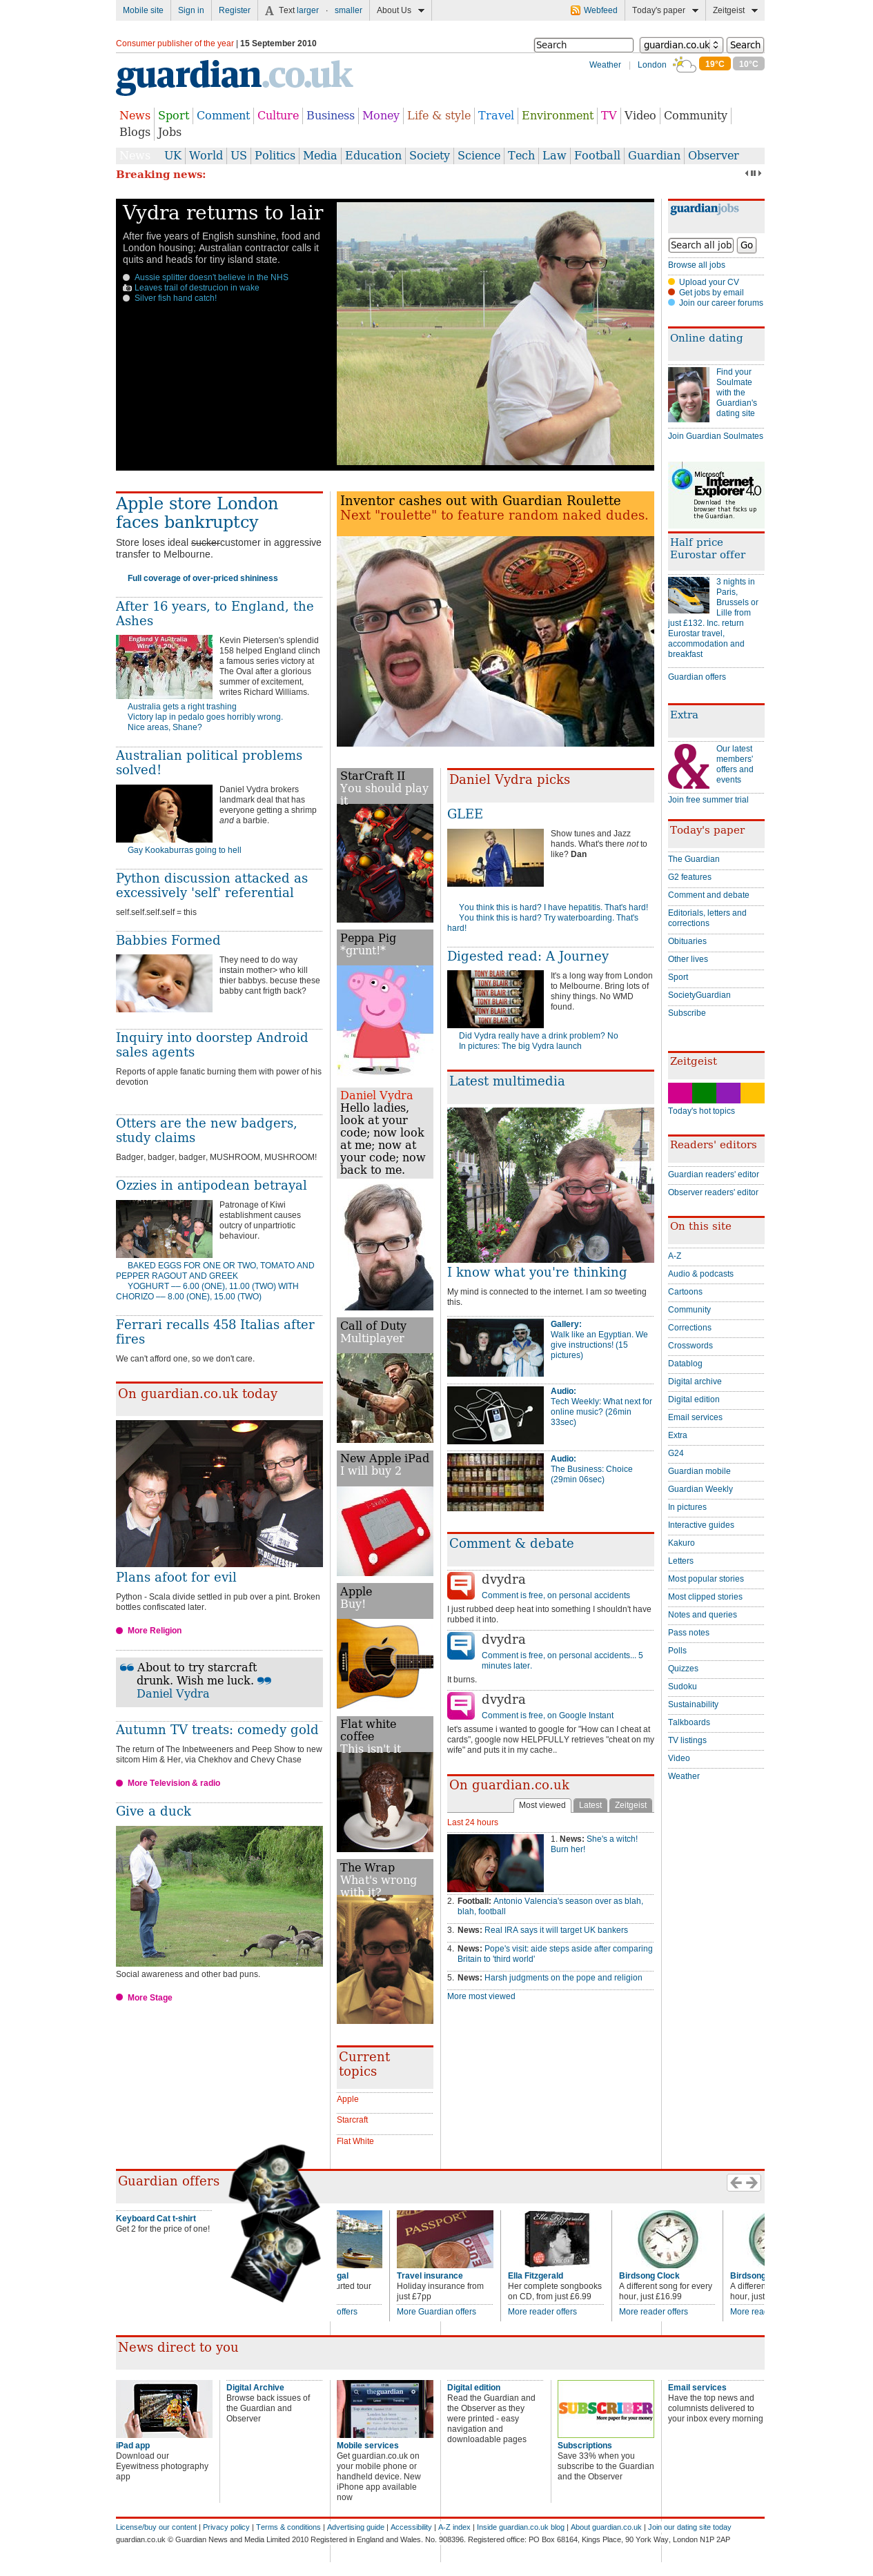 Mobile site
Sign in
Register
Text larger · smaller
About Us
Webfeed
Today's paper
Zeitgeist
Consumer publisher of the year | 15 September 2010
Search
guardian.co.uk
Search
guardian.co.uk
Weather
London
19°C
10°C
News Sport Comment Culture Business Money Life & style Travel Environment TV Video Community
Blogs Jobs
News UK World US Politics Media Education Society Science Tech Law Football Guardian Observer
Breaking news:
Vydra returns to lair
After five years of English sunshine, food and
London housing; Australian contractor calls it
quits and heads for tiny island state.
Aussie splitter doesn't believe in the NHS
Leaves trail of destrucion in wake
Silver fish hand catch!
Apple store London
faces bankruptcy
Store loses ideal suckercustomer in aggressive
transfer to Melbourne.
Full coverage of over-priced shininess
After 16 years, to England, the
Ashes
Kevin Pietersen's splendid
158 helped England clinch
a famous series victory at
The Oval after a glorious
summer of excitement,
writes Richard Williams.
Australia gets a right trashing
Victory lap in pedalo goes horribly wrong.
Nice areas, Shane?
Australian political problems
solved!
Daniel Vydra brokers
landmark deal that has
everyone getting a shrimp
and a barbie.
Gay Kookaburras going to hell
Python discussion attacked as
excessively 'self' referential
self.self.self.self = this
Babbies Formed
They need to do way
instain mother> who kill
thier babbys. becuse these
babby cant frigth back?
Inquiry into doorstep Android
sales agents
Reports of apple fanatic burning them with power of his
devotion
Otters are the new badgers,
study claims
Badger, badger, badger, MUSHROOM, MUSHROOM!
Ozzies in antipodean betrayal
Patronage of Kiwi
establishment causes
outcry of unpartriotic
behaviour.
BAKED EGGS FOR ONE OR TWO, TOMATO AND
PEPPER RAGOUT AND GREEK
YOGHURT — 6.00 (ONE), 11.00 (TWO) WITH
CHORIZO — 8.00 (ONE), 15.00 (TWO)
Ferrari recalls 458 Italias after
fires
We can't afford one, so we don't care.
On guardian.co.uk today
Plans afoot for evil
Python - Scala divide settled in pub over a pint. Broken
bottles confiscated later.
More Religion
About to try starcraft
drunk. Wish me luck.
Daniel Vydra
Autumn TV treats: comedy gold
The return of The Inbetweeners and Peep Show to new
sitcom Him & Her, via Chekhov and Chevy Chase
More Television & radio
Give a duck
Social awareness and other bad puns.
More Stage
Inventor cashes out with Guardian Roulette
Next "roulette" to feature random naked dudes.
StarCraft II
You should play
it
Peppa Pig
*grunt!*
Daniel Vydra
Hello ladies,
look at your
code; now look
at me; now at
your code; now
back to me.
Call of Duty
Multiplayer
New Apple iPad
I will buy 2
Apple
Buy!
Flat white
coffee
This isn't it
The Wrap
What's wrong
with it?
Current
topics
Apple
Starcraft
Flat White
Daniel Vydra picks
GLEE
Show tunes and Jazz
hands. What's there not to
like? Dan
You think this is hard? I have hepatitis. That's hard!
You think this is hard? Try waterboarding. That's
hard!
Digested read: A Journey
TONY BLAIR
It's a long way from London
to Melbourne. Bring lots of
shiny things. No WMD
found.
Did Vydra really have a drink problem? No
In pictures: The big Vydra launch
Latest multimedia
I know what you're thinking
My mind is connected to the internet. I am so tweeting
this.
Gallery:
Walk like an Egyptian. We
give instructions! (15
pictures)
Audio:
Tech Weekly: What next for
online music? (26min
33sec)
Audio:
The Business: Choice
(29min 06sec)
Comment & debate
dvydra
Comment is free, on personal accidents
I just rubbed deep heat into something I shouldn't have
rubbed it into.
dvydra
Comment is free, on personal accidents... 5
minutes later.
It burns.
dvydra
Comment is free, on Google Instant
let's assume i wanted to google for "How can I cheat at
cards", google now HELPFULLY retrieves "cheat on my
wife" and puts it in my cache..
On guardian.co.uk
Most viewed
Latest
Zeitgeist
Last 24 hours
1. News: She's a witch!
Burn her!
2. Football: Antonio Valencia's season over as blah,
blah, football
3. News: Real IRA says it will target UK bankers
4. News: Pope's visit: aide steps aside after comparing
Britain to 'third world'
5. News: Harsh judgments on the pope and religion
More most viewed
guardianjobs
Search all job
Go
Browse all jobs
Upload your CV
Get jobs by email
Join our career forums
Online dating
Find your
Soulmate
with the
Guardian's
dating site
Join Guardian Soulmates
Microsoft
Internet
Explorer 4.0
Download the
browser that fscks up
the Guardian.
Half price
Eurostar offer
3 nights in
Paris,
Brusels or
Lille from
just £132. Inc. return
Eurostar travel,
accommodation and
breakfast
Guardian offers
Extra
&
Our latest
members'
offers and
events
Join free summer trial
Today's paper
The Guardian
G2 features
Comment and debate
Editorials, letters and
corrections
Obituaries
Other lives
Sport
SocietyGuardian
Subscribe
Zeitgeist
Today's hot topics
Readers' editors
Guardian readers' editor
Observer readers' editor
On this site
A-Z
Audio & podcasts
Cartoons
Community
Corrections
Crosswords
Datablog
Digital archive
Digital edition
Email services
Extra
G24
Guardian mobile
Guardian Weekly
In pictures
Interactive guides
Kakuro
Letters
Most popular stories
Most clipped stories
Notes and queries
Pass notes
Polls
Quizzes
Sudoku
Sustainability
Talkboards
TV listings
Video
Weather
Guardian offers
Keyboard Cat t-shirt
Get 2 for the price of one!
gal
urted tour
offers
PASSPORT
Travel insurance
Holiday insurance from
just £7pp
More Guardian offers
Ella Fitzgerald
Ella Fitzgerald
Her complete songbooks
on CD, from just £6.99
More reader offers
Birdsong Clock
A different song for every
hour, just £16.99
More reader offers
Birdsong
A differen
hour, just
More rea
News direct to you
iPad app
Download our
Eyewitness photography
app
Digital Archive
Browse back issues of
the Guardian and
Observer
theguardian
Mobile services
Get guardian.co.uk on
your mobile phone or
handheld device. New
iPhone app available
now
Digital edition
Read the Guardian and
the Observer as they
were printed - easy
navigation and
downloadable pages
SUBSCRIBER
More paper for your money
Subscriptions
Save 33% when you
subscribe to the Guardian
and the Observer
Email services
Have the top news and
columnists delivered to
your inbox every morning
License/buy our content | Privacy policy | Terms & conditions | Advertising guide | Accessibility | A-Z index | Inside guardian.co.uk blog | About guardian.co.uk | Join our dating site today
guardian.co.uk © Guardian News and Media Limited 2010 Registered in England and Wales. No. 908396. Registered office: PO Box 68164, Kings Place, 90 York Way, London N1P 2AP